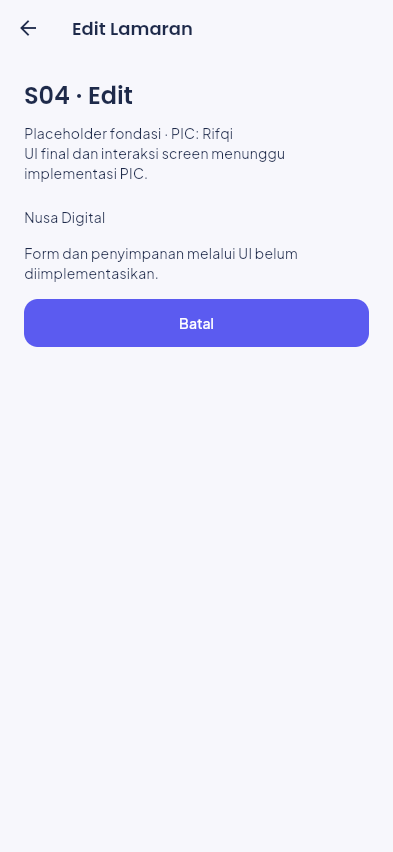 Edit Lamaran
S04 · Edit
Placeholder fondasi · PIC: Rifqi
UI final dan interaksi screen menunggu
implementasi PIC.
Nusa Digital
Form dan penyimpanan melalui UI belum
diimplementasikan.
Batal